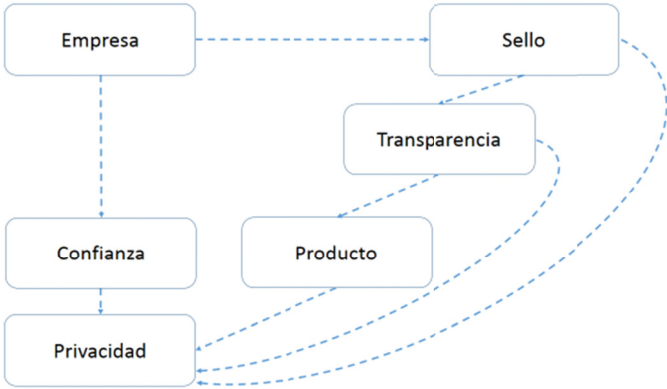 Empresa
Sello
Transparencia
Confianza
Producto
Privacidad